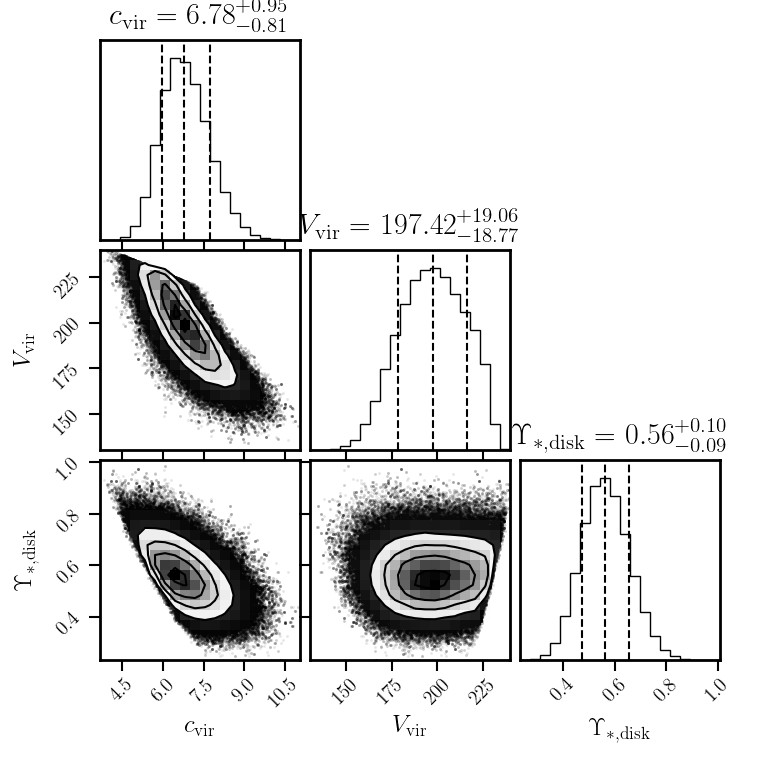 c_vir = 6.78^{+0.95}_{−0.81}
V_vir = 197.42^{+19.06}_{−18.77}
225
200
175
150
V_vir
ϒ_{*,disk} = 0.56^{+0.10}_{−0.09}
1.0
0.8
0.6
0.4
ϒ_{*,disk}
4.5 6.0 7.5 9.0 10.5
150 175 200 225
0.4 0.6 0.8 1.0
c_vir
V_vir
ϒ_{*,disk}